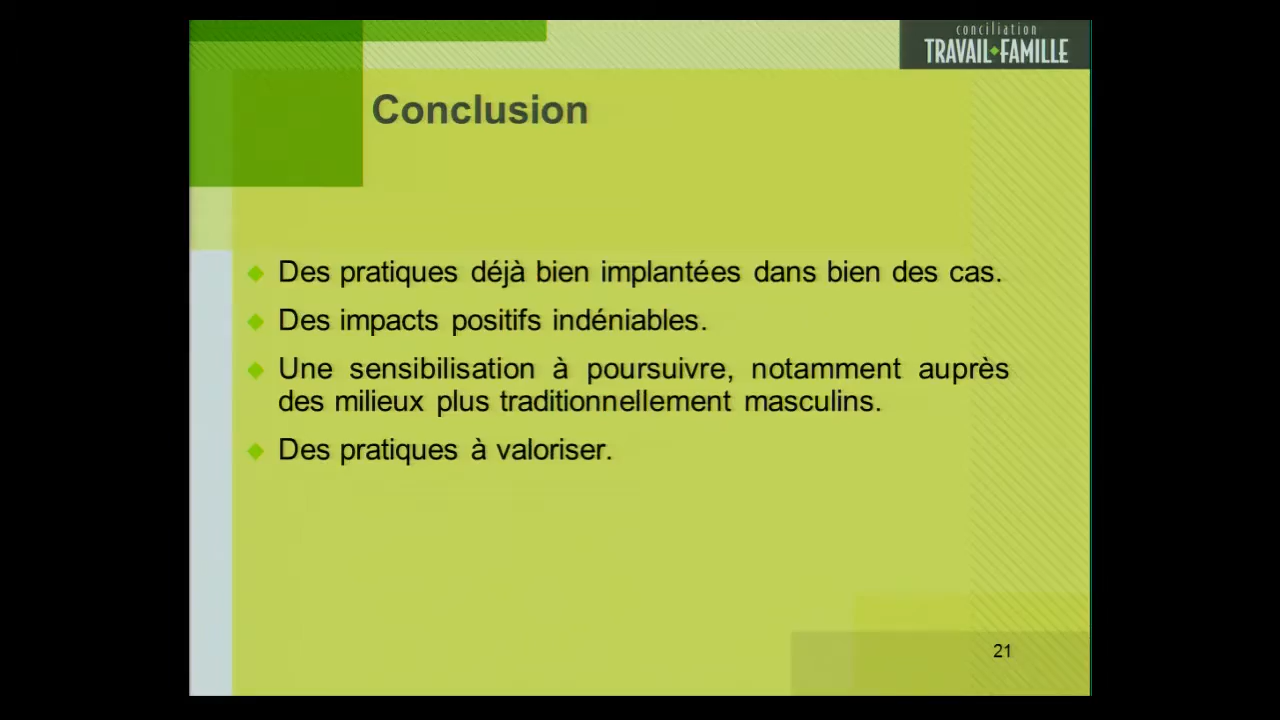 conciliation
TRAVAIL FAMILLE
Conclusion
Des pratiques déjà bien implantées dans bien des cas.
Des impacts positifs indéniables.
Une sensibilisation à poursuivre, notamment auprès
des milieux plus traditionnellement masculins.
Des pratiques à valoriser.
21